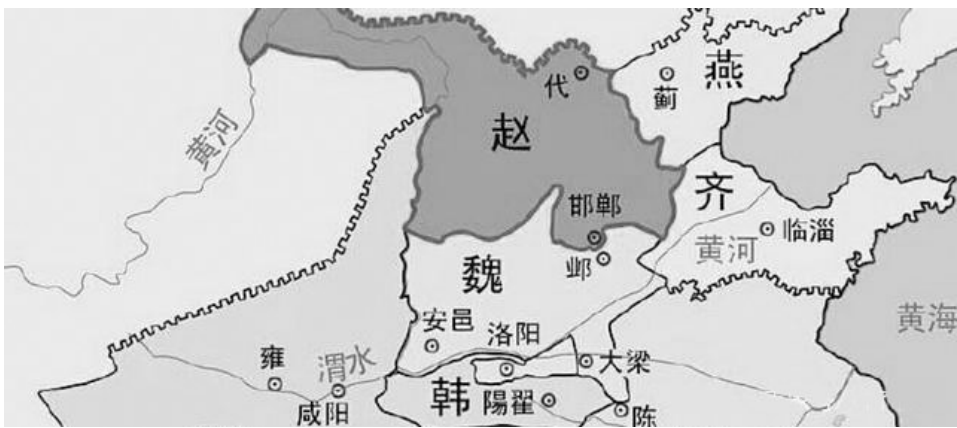 燕
代
蓟
赵
黄河
齐
邯郸
临淄
黄河
邺
魏
黄海
安邑
洛阳
雍
渭水
大梁
咸阳
韩
陽翟
陈